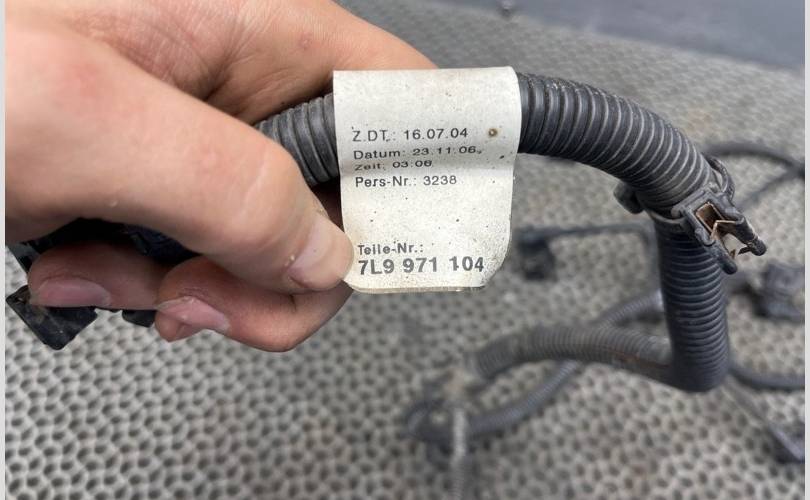 Z.DT.: 16.07.04
Datum: 23.11.06.
Zeit: 03:06
Pers-Nr.: 3238
Teile-Nr.:
7L9 971 104